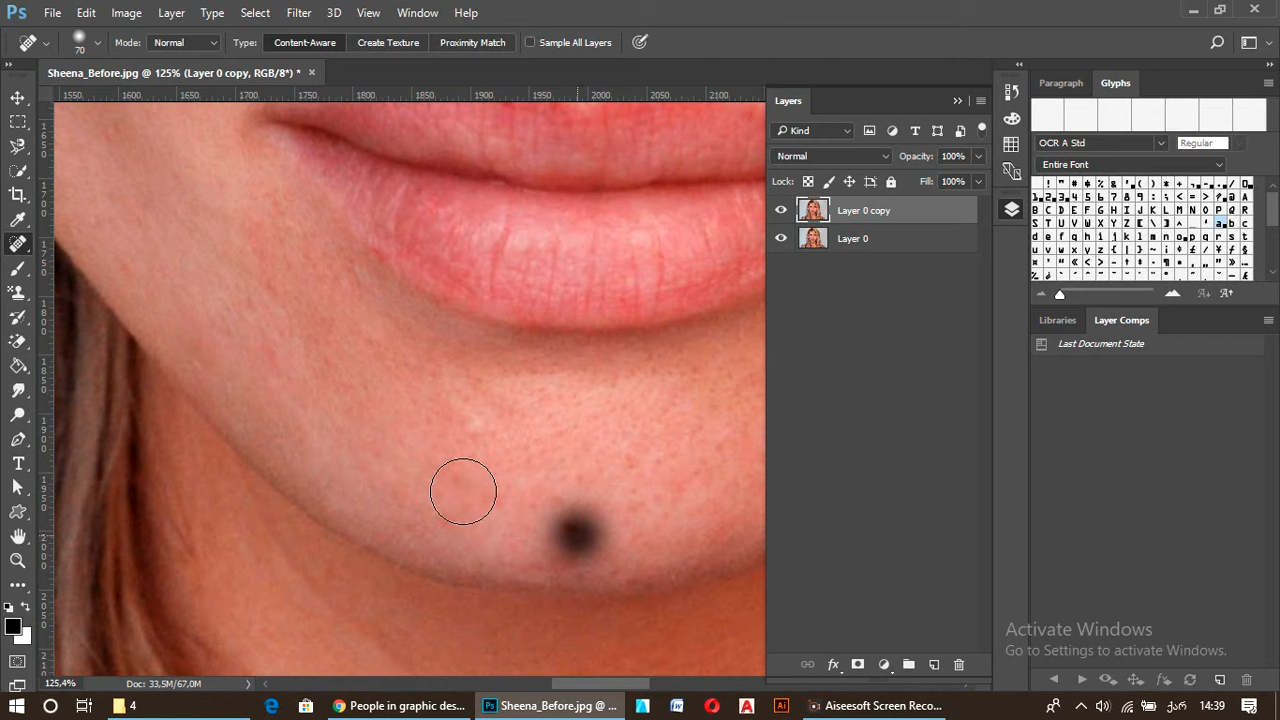 Ps File Edit Image Layer Type Select Filter 3D View Window Help
70 Mode: Normal Type: Content-Aware Create Texture Proximity Match Sample All Layers
Sheena_Before.jpg @ 125% (Layer 0 copy, RGB/8*) *
1550 1600 1650 1700 1750 1800 1850 1900 1950 2000 2050 2100
Layers
Kind
Normal Opacity: 100%
Lock: Fill: 100%
Layer 0 copy
Layer 0
Paragraph Glyphs
OCR A Std Regular
Entire Font
Libraries Layer Comps
Last Document State
Activate Windows
Go to Settings to activate Windows.
125,4% Doc: 33,5M/67,0M
4 People in graphic des... Sheena_Before.jpg @ ... Aiseesoft Screen Reco... 14:39